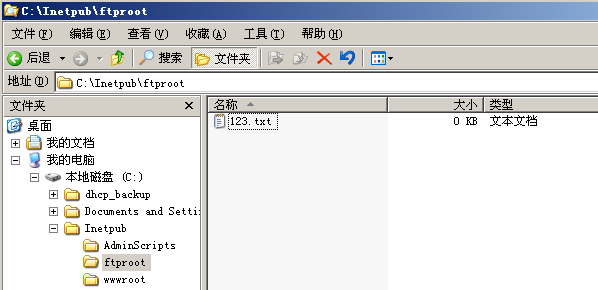 C:\Inetpub\ftproot
文件(F) 编辑(E) 查看(V) 收藏(A) 工具(T) 帮助(H)
后退 搜索 文件夹
地址(D) C:\Inetpub\ftproot
文件夹 名称 大小 类型
桌面 123.txt 0 KB 文本文档
我的文档
我的电脑
本地磁盘 (C:)
dhcp_backup
Documents and Setti
Inetpub
AdminScripts
ftproot
wwwroot